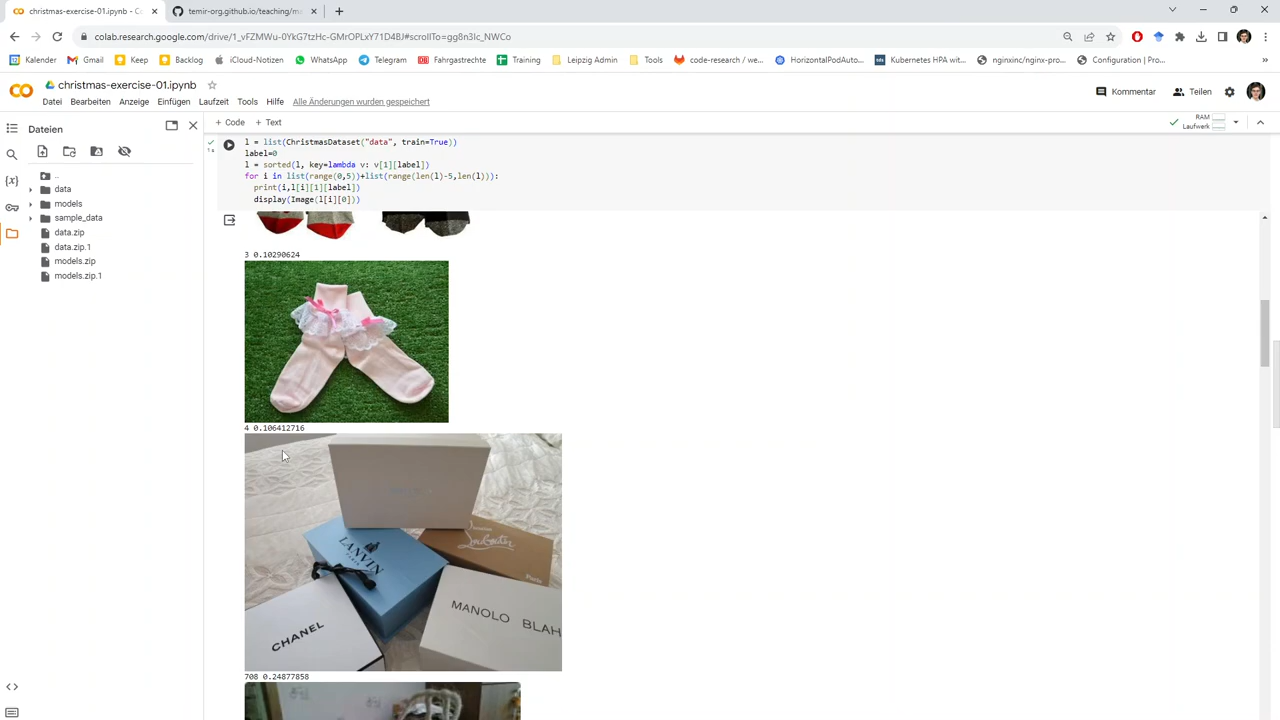 christmas-exercise-01.ipynb - C
temir-org.github.io/teaching/ma
colab.research.google.com/drive/1_vFZMWu-0YkG7tzHc-GMrOPLxY71D4BJ#scrollTo=gg8n3Ic_NWCo
Kalender
Gmail
Keep
Backlog
iCloud-Notizen
WhatsApp
Telegram
Fahrgastrechte
Training
Leipzig Admin
Tools
code-research / we...
HorizontalPodAuto...
Kubernetes HPA wit...
nginxinc/nginx-pro...
Configuration | Pro...
christmas-exercise-01.ipynb
Datei Bearbeiten Anzeige Einfügen Laufzeit Tools Hilfe Alle Änderungen wurden gespeichert
Kommentar
Teilen
Dateien
+ Code + Text
RAM
Laufwerk
..
data
models
sample_data
data.zip
data.zip.1
models.zip
models.zip.1
l = list(ChristmasDataset("data", train=True))
label=0
l = sorted(l, key=lambda v: v[1][label])
for i in list(range(0,5))+list(range(len(l)-5,len(l))):
print(i,l[i][1][label])
display(Image(l[i][0]))
3 0.10290624
4 0.106412716
LANVIN
PARIS
Louboutin
Paris
CHANEL
MANOLO BLAH
708 0.24877858